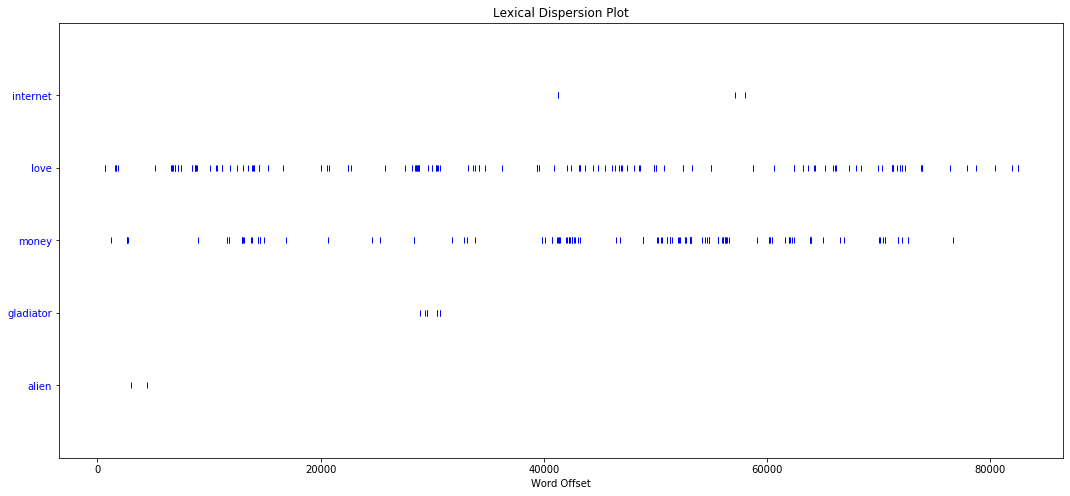 Lexical Dispersion Plot
internet
love
money
gladiator
alien
0 20000 40000 60000 80000
Word Offset